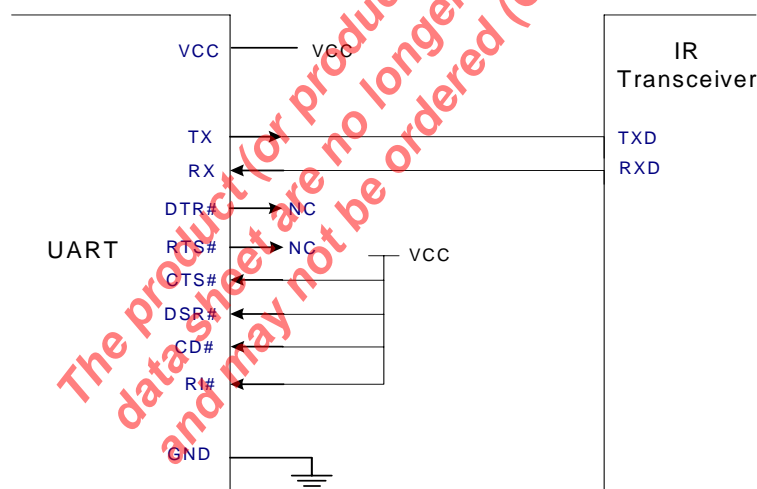 VCC
VCC
IR
Transceiver
TX
TXD
RX
RXD
DTR#
NC
UART
RTS#
NC
VCC
CTS#
DSR#
CD#
RI#
GND
The product (or product
data sheet are no longer
and may not be ordered (